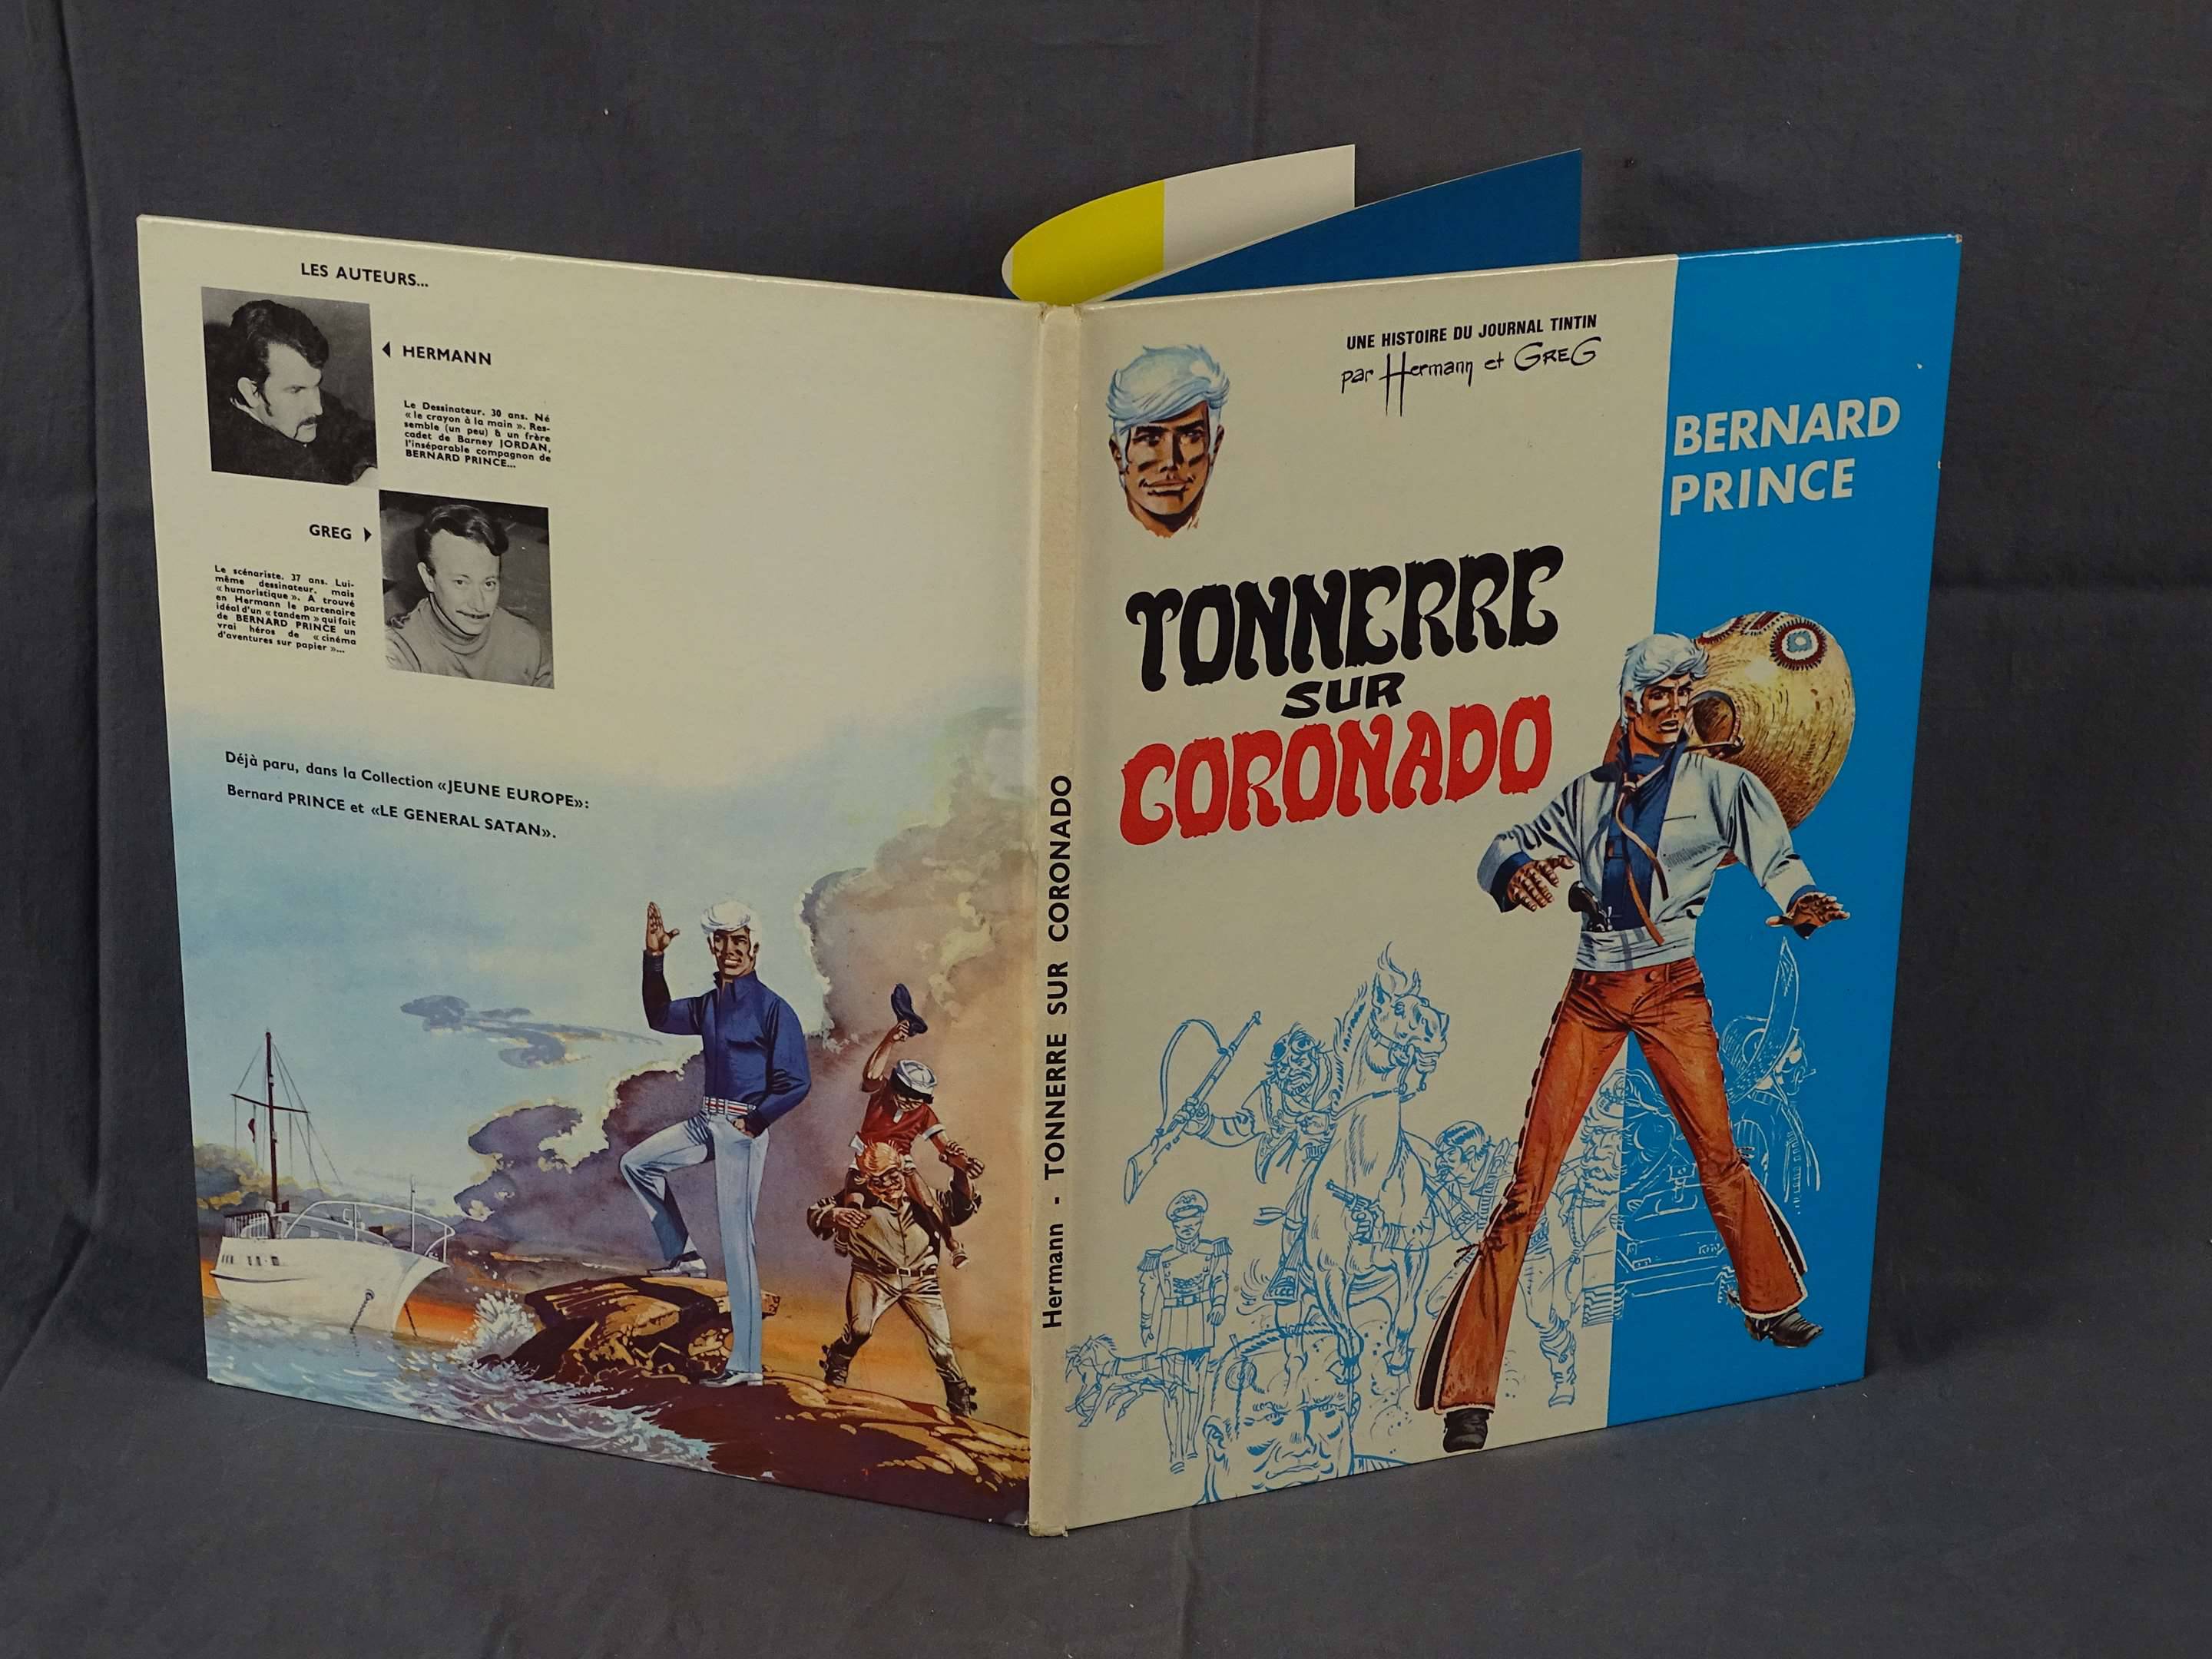 LES AUTEURS...
HERMANN
Le Dessinateur. 30 ans. Né
« le crayon à la main ». Res-
semble (un peu) à un frère
cadet de Barney JORDAN,
l'inséparable compagnon de
BERNARD PRINCE...
GREG
Le scénariste. 37 ans. Lui-
même dessinateur, mais
« humoristique ». A trouvé
en Hermann le partenaire
idéal d'un « tandem » qui fait
de BERNARD PRINCE un
vrai héros de « cinéma
d'aventures sur papier »...
Déjà paru, dans la Collection «JEUNE EUROPE»:
Bernard PRINCE et «LE GENERAL SATAN».
Hermann - TONNERRE SUR CORONADO
UNE HISTOIRE DU JOURNAL TINTIN
par Hermann et GREG
BERNARD
PRINCE
TONNERRE
SUR
CORONADO